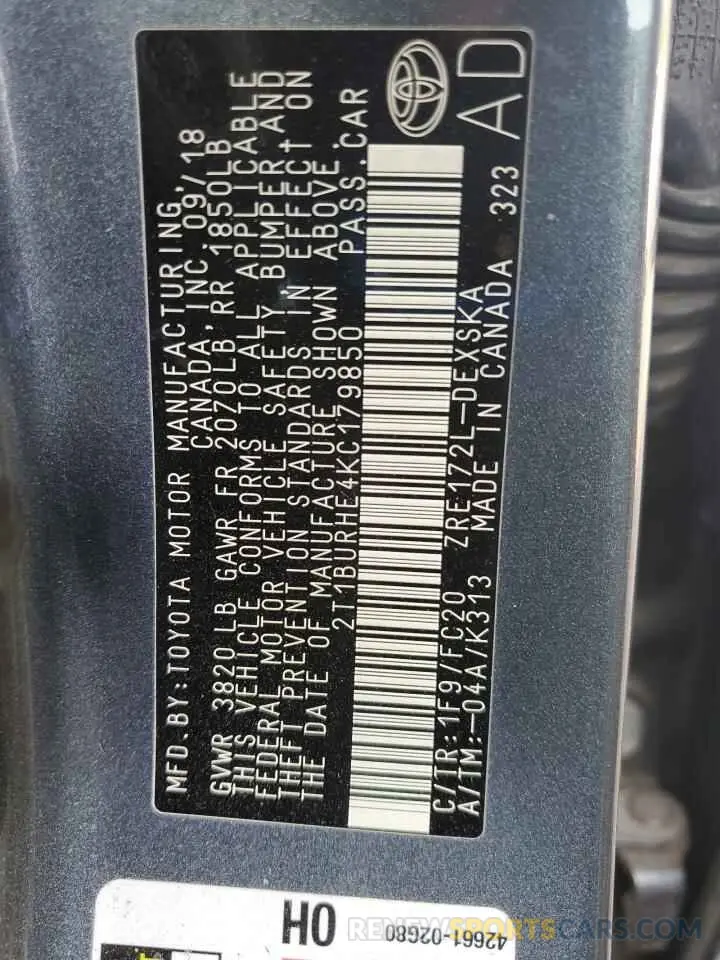 MFD. BY: TOYOTA MOTOR MANUFACTURING,
CANADA, INC. 09/18
GVWR 3820 LB GAWR FR 2070LB, RR 1850LB
THIS VEHICLE CONFORMS TO ALL APPLICABLE
FEDERAL MOTOR VEHICLE SAFETY BUMPER, AND
THEFT PREVENTION STANDARDS IN EFFECT ON
THE DATE OF MANUFACTURE SHOWN ABOVE.
2T1BURHE4KC179850 PASS. CAR
C/TR: 1F9/FC20 ZRE172L-DEXSKA
A/TM: -04A/K313 MADE IN CANADA 323
AD
OH
42661-02G80
REMOVEBYSERVICE.COM